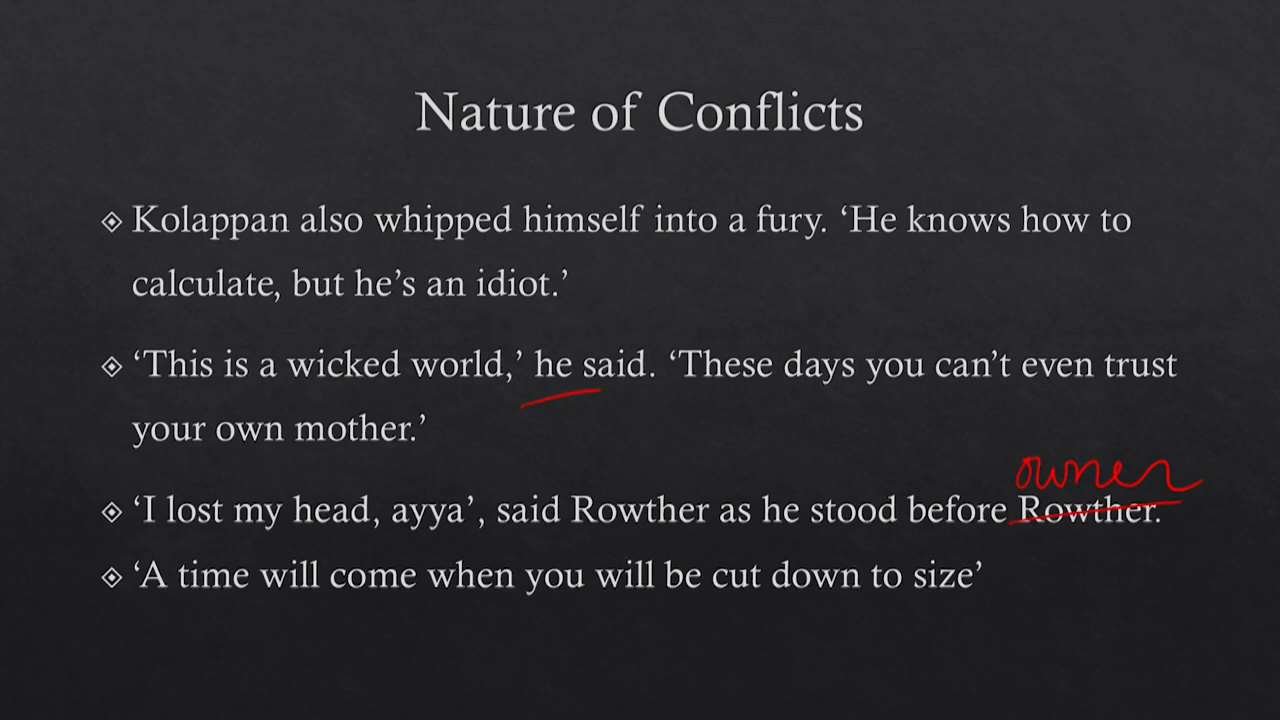 Nature of Conflicts
Kolappan also whipped himself into a fury. ‘He knows how to
calculate, but he’s an idiot.’
‘This is a wicked world,’ he said. ‘These days you can’t even trust
your own mother.’
owner
‘I lost my head, ayya’, said Rowther as he stood before Rowther.
‘A time will come when you will be cut down to size’